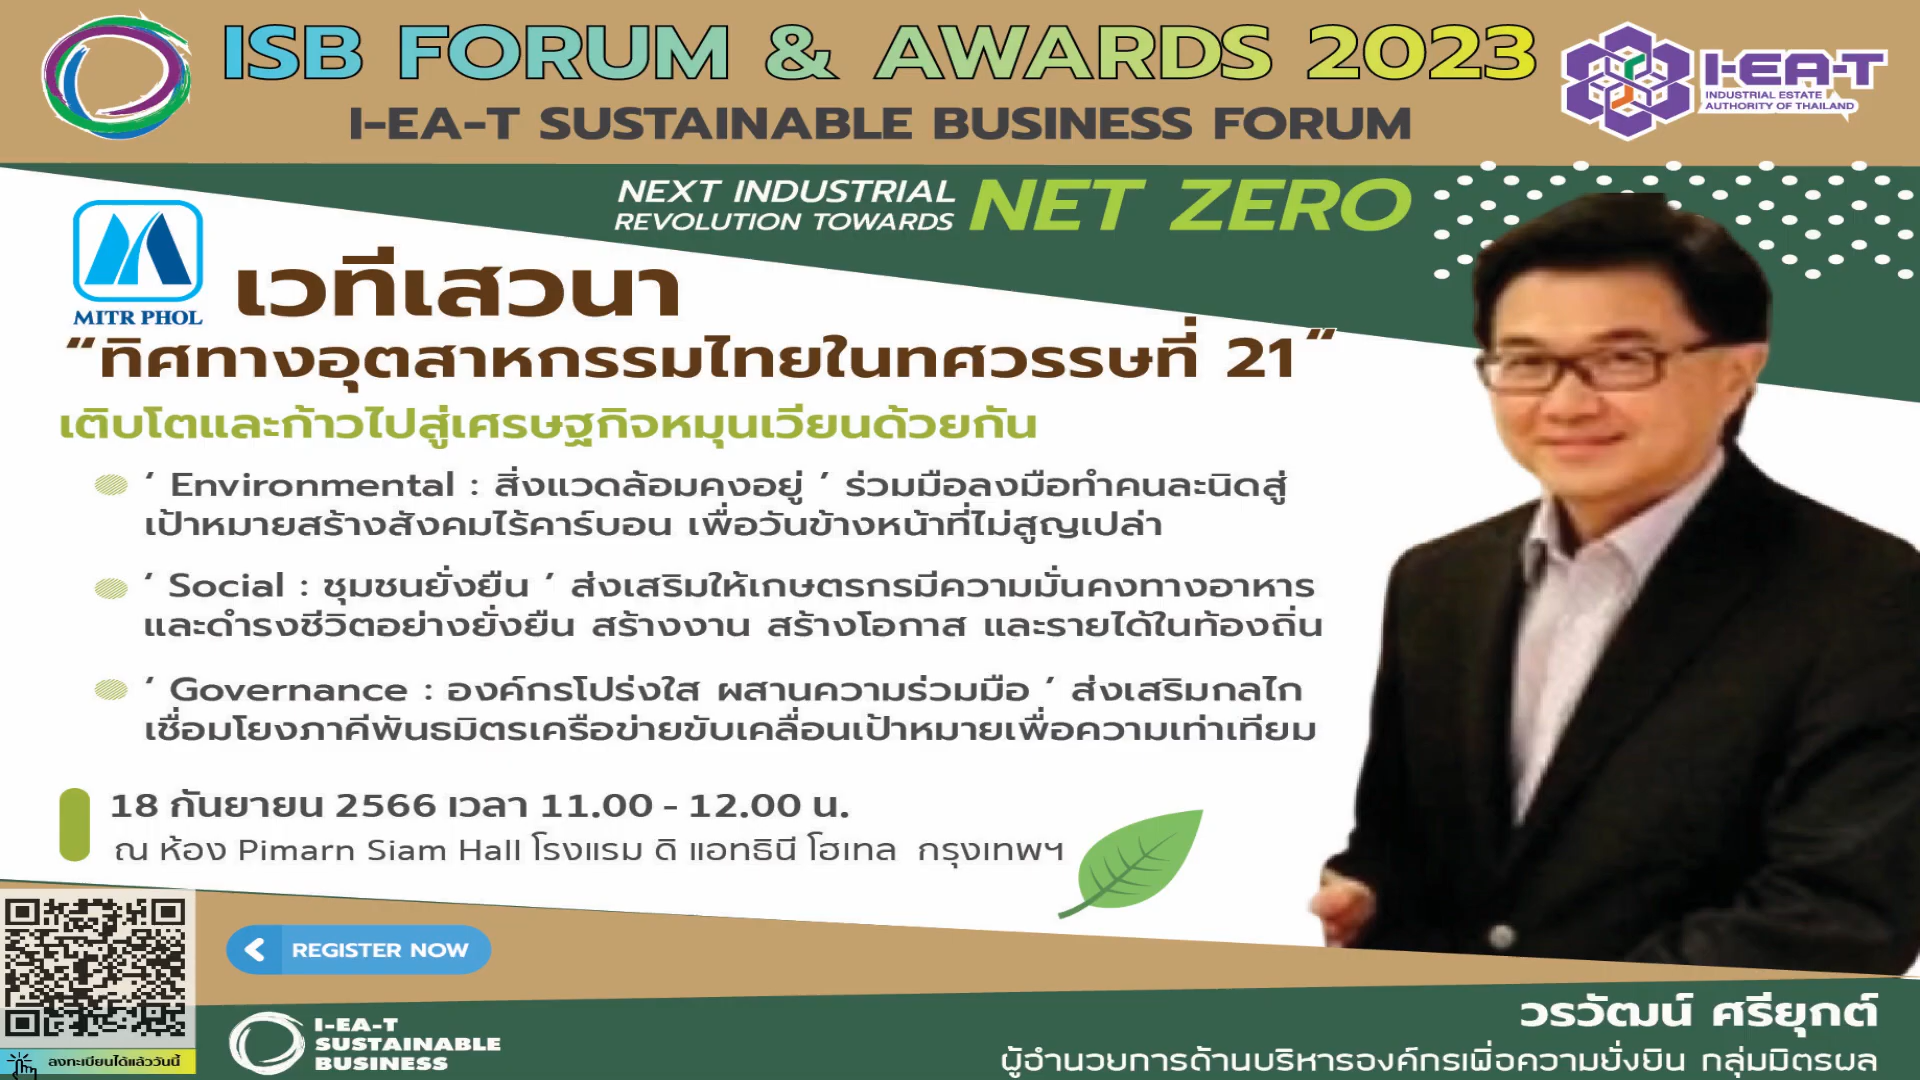 ISB FORUM & AWARDS 2023
I-EA-T SUSTAINABLE BUSINESS FORUM
I-EA-T
INDUSTRIAL ESTATE
AUTHORITY OF THAILAND
NEXT INDUSTRIAL
REVOLUTION TOWARDS
NET ZERO
MITR PHOL
เวทีเสวนา
“ทิศทางอุตสาหกรรมไทยในทศวรรษที่ 21”
เติบโตและก้าวไปสู่เศรษฐกิจหมุนเวียนด้วยกัน
‘ Environmental : สิ่งแวดล้อมคงอยู่ ’ ร่วมมือลงมือทำคนละนิดสู่
เป้าหมายสร้างสังคมไร้คาร์บอน เพื่อวันข้างหน้าที่ไม่สูญเปล่า
‘ Social : ชุมชนยั่งยืน ’ ส่งเสริมให้เกษตรกรมีความมั่นคงทางอาหาร
และดำรงชีวิตอย่างยั่งยืน สร้างงาน สร้างโอกาส และรายได้ในท้องถิ่น
‘ Governance : องค์กรโปร่งใส ผสานความร่วมมือ ’ ส่งเสริมกลไก
เชื่อมโยงภาคีพันธมิตรเครือข่ายขับเคลื่อนเป้าหมายเพื่อความเท่าเทียม
18 กันยายน 2566 เวลา 11.00 - 12.00 น.
ณ ห้อง Pimarn Siam Hall โรงแรม ดิ แอทธินี โฮเทล กรุงเทพฯ
REGISTER NOW
ลงทะเบียนได้แล้ววันนี้
I-EA-T
SUSTAINABLE
BUSINESS
วรวัฒน์ ศรียุกต์
ผู้อำนวยการด้านบริหารองค์กรเพื่อความยั่งยืน กลุ่มมิตรผล